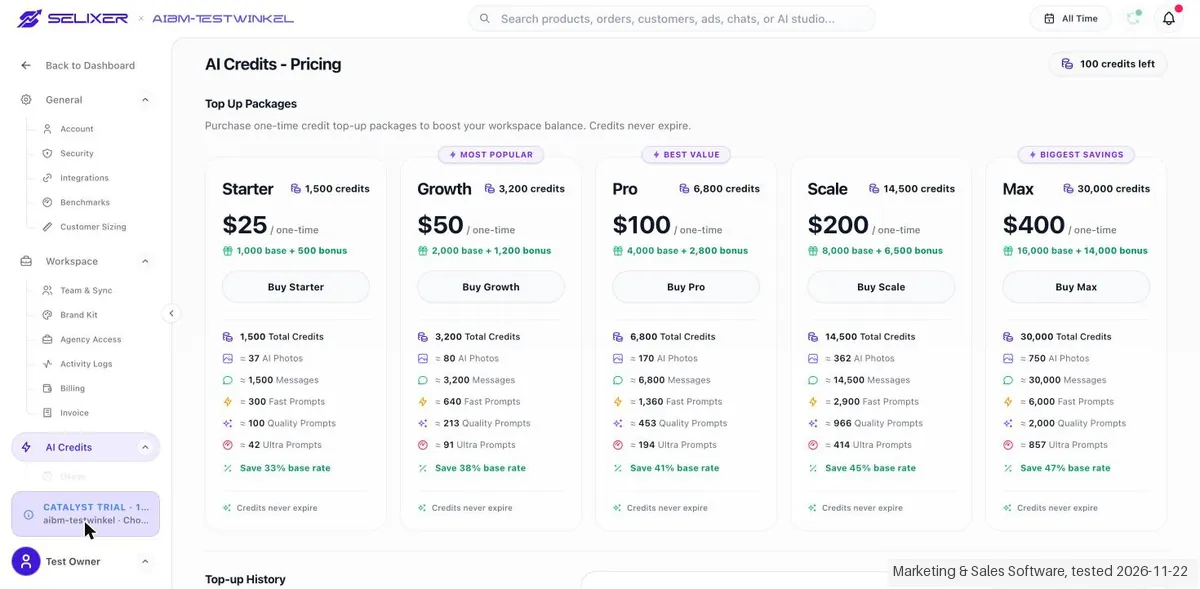 SELIXER × AIBM-TESTWINKEL
Search products, orders, customers, ads, chats, or AI studio...
All Time
Back to Dashboard
General
Account
Security
Integrations
Benchmarks
Customer Sizing
Workspace
Team & Sync
Brand Kit
Agency Access
Activity Logs
Billing
Invoice
AI Credits
CATALYST TRIAL · 1...
aibm-testwinkel · Cho...
Test Owner
AI Credits - Pricing
100 credits left
Top Up Packages
Purchase one-time credit top-up packages to boost your workspace balance. Credits never expire.
Starter 1,500 credits
$25 / one-time
1,000 base + 500 bonus
Buy Starter
1,500 Total Credits
≈ 37 AI Photos
≈ 1,500 Messages
≈ 300 Fast Prompts
≈ 100 Quality Prompts
≈ 42 Ultra Prompts
Save 33% base rate
Credits never expire
MOST POPULAR
Growth 3,200 credits
$50 / one-time
2,000 base + 1,200 bonus
Buy Growth
3,200 Total Credits
≈ 80 AI Photos
≈ 3,200 Messages
≈ 640 Fast Prompts
≈ 213 Quality Prompts
≈ 91 Ultra Prompts
Save 38% base rate
Credits never expire
BEST VALUE
Pro 6,800 credits
$100 / one-time
4,000 base + 2,800 bonus
Buy Pro
6,800 Total Credits
≈ 170 AI Photos
≈ 6,800 Messages
≈ 1,360 Fast Prompts
≈ 453 Quality Prompts
≈ 194 Ultra Prompts
Save 41% base rate
Credits never expire
Scale 14,500 credits
$200 / one-time
8,000 base + 6,500 bonus
Buy Scale
14,500 Total Credits
≈ 362 AI Photos
≈ 14,500 Messages
≈ 2,900 Fast Prompts
≈ 966 Quality Prompts
≈ 414 Ultra Prompts
Save 45% base rate
Credits never expire
BIGGEST SAVINGS
Max 30,000 credits
$400 / one-time
16,000 base + 14,000 bonus
Buy Max
30,000 Total Credits
≈ 750 AI Photos
≈ 30,000 Messages
≈ 6,000 Fast Prompts
≈ 2,000 Quality Prompts
≈ 857 Ultra Prompts
Save 47% base rate
Credits never expire
Top-up History
Marketing & Sales Software, tested 2026-11-22